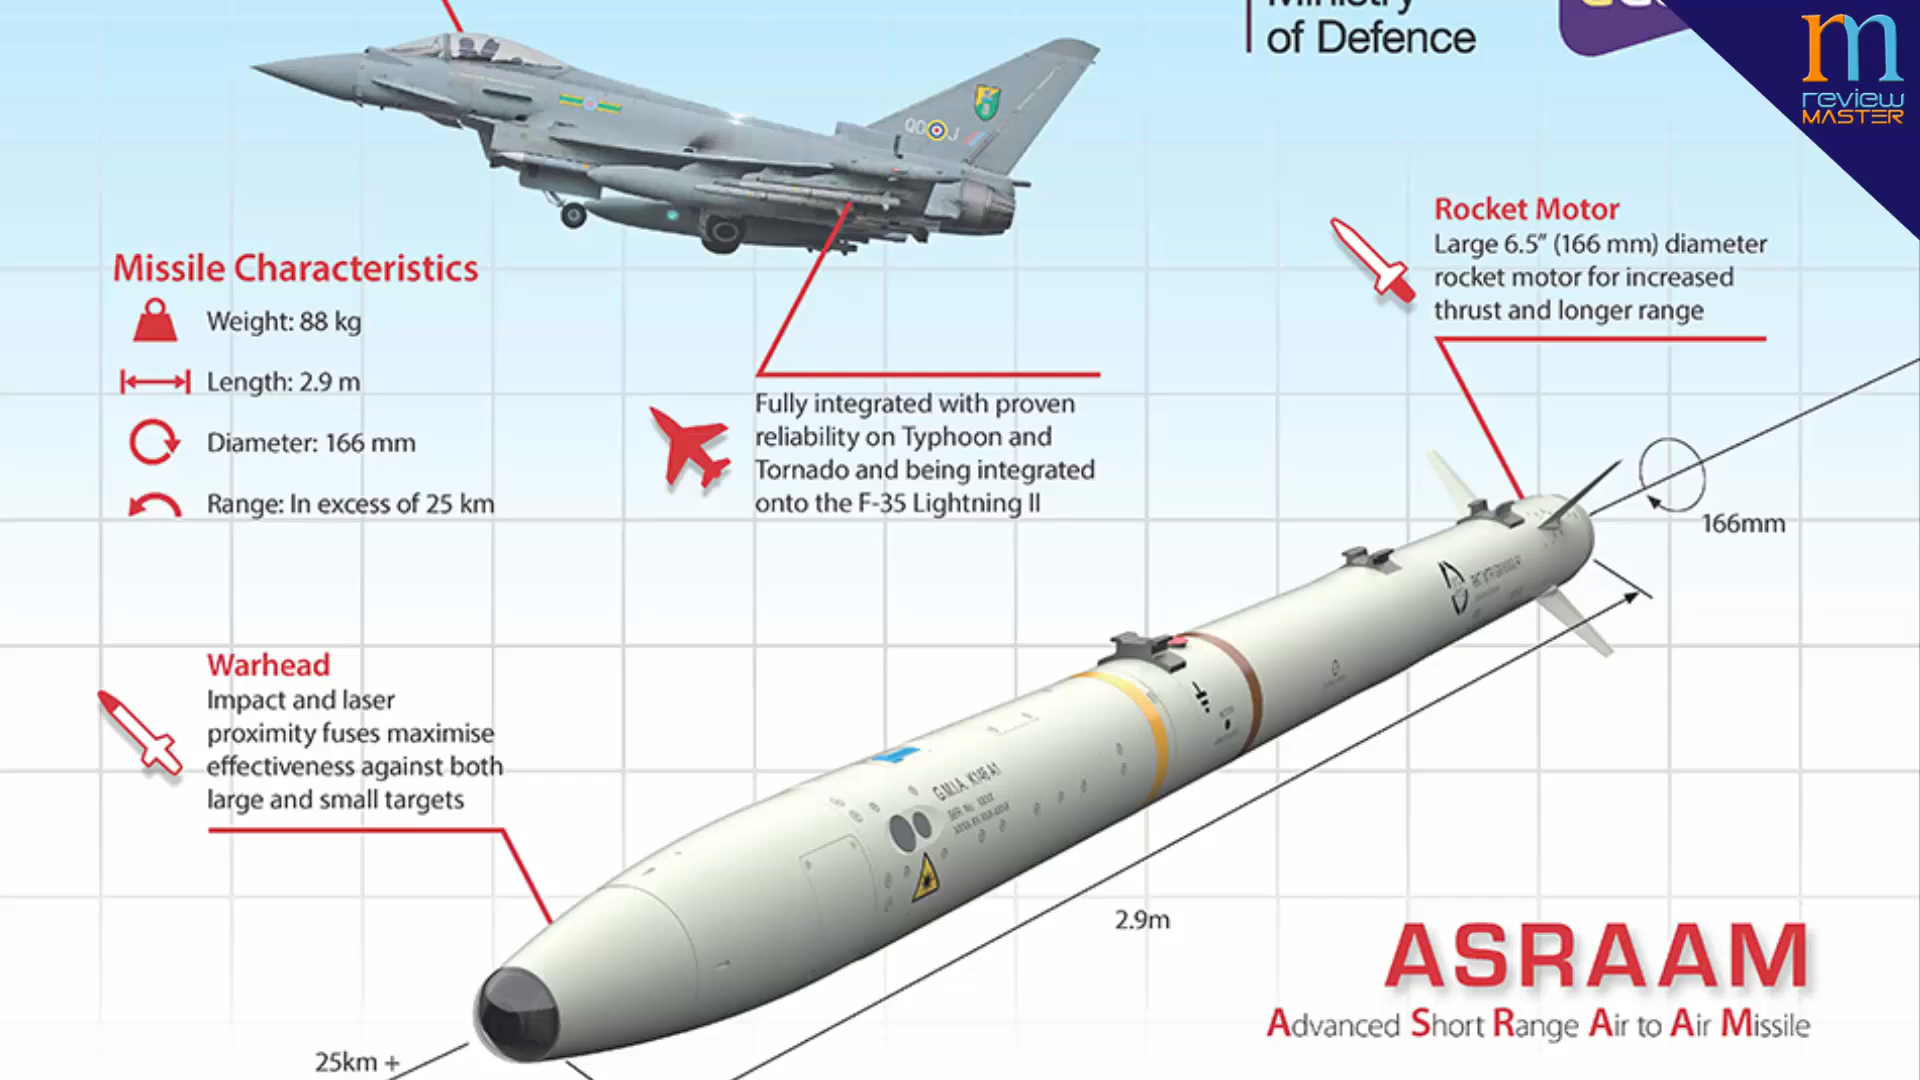 of Defence
review
MASTER
QO J
Rocket Motor
Large 6.5” (166 mm) diameter
rocket motor for increased
thrust and longer range
Missile Characteristics
Weight: 88 kg
Length: 2.9 m
Diameter: 166 mm
Range: In excess of 25 km
Fully integrated with proven
reliability on Typhoon and
Tornado and being integrated
onto the F-35 Lightning II
166mm
Warhead
Impact and laser
proximity fuses maximise
effectiveness against both
large and small targets
G.M.I.A. K146 A1
2.9m
ASRAAM
Advanced Short Range Air to Air Missile
25km +